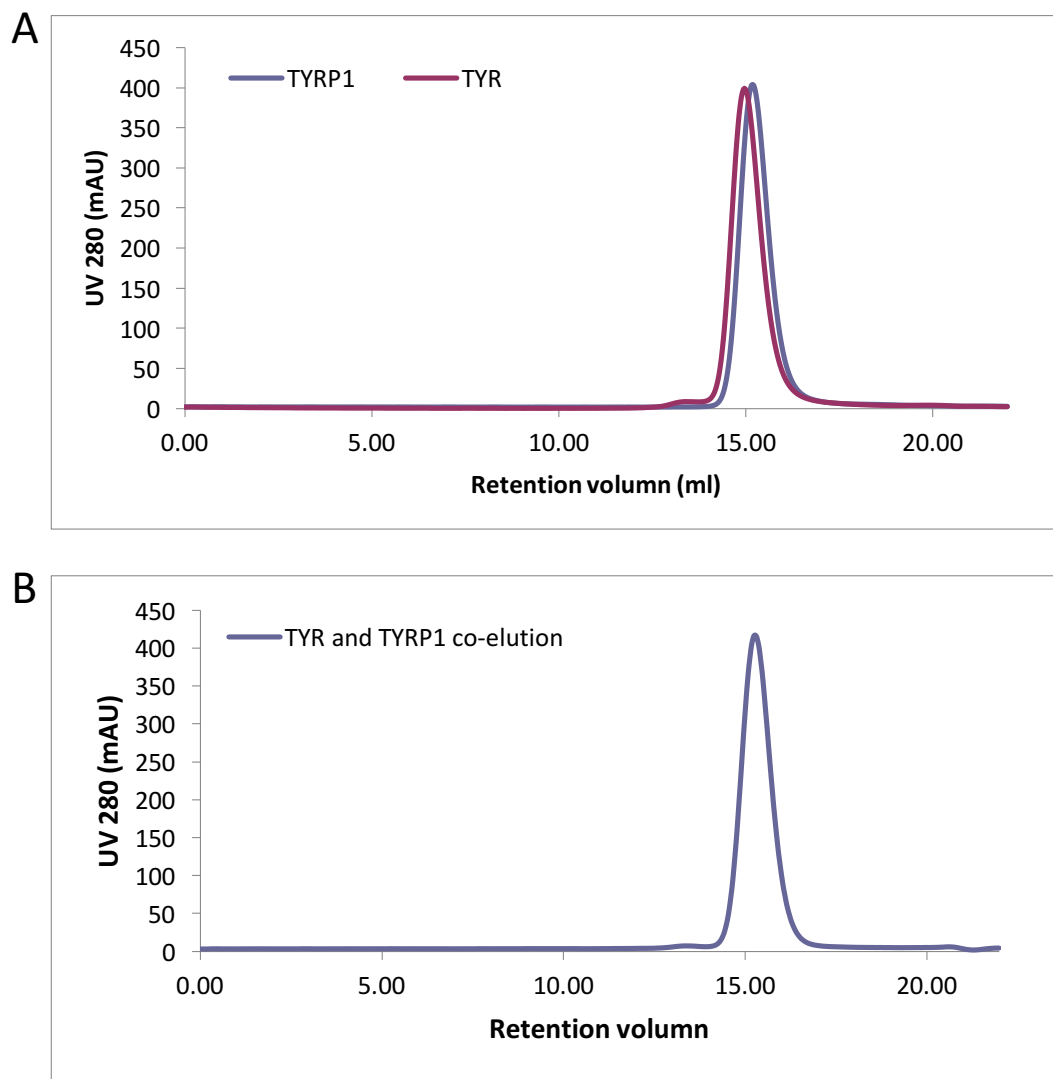 A
450
400
350
300
250
200
150
100
50
0
UV 280 (mAU)
TYRP1 TYR
0.00 5.00 10.00 15.00 20.00
Retention volumn (ml)
B
450
400
350
300
250
200
150
100
50
0
UV 280 (mAU)
TYR and TYRP1 co-elution
0.00 5.00 10.00 15.00 20.00
Retention volumn